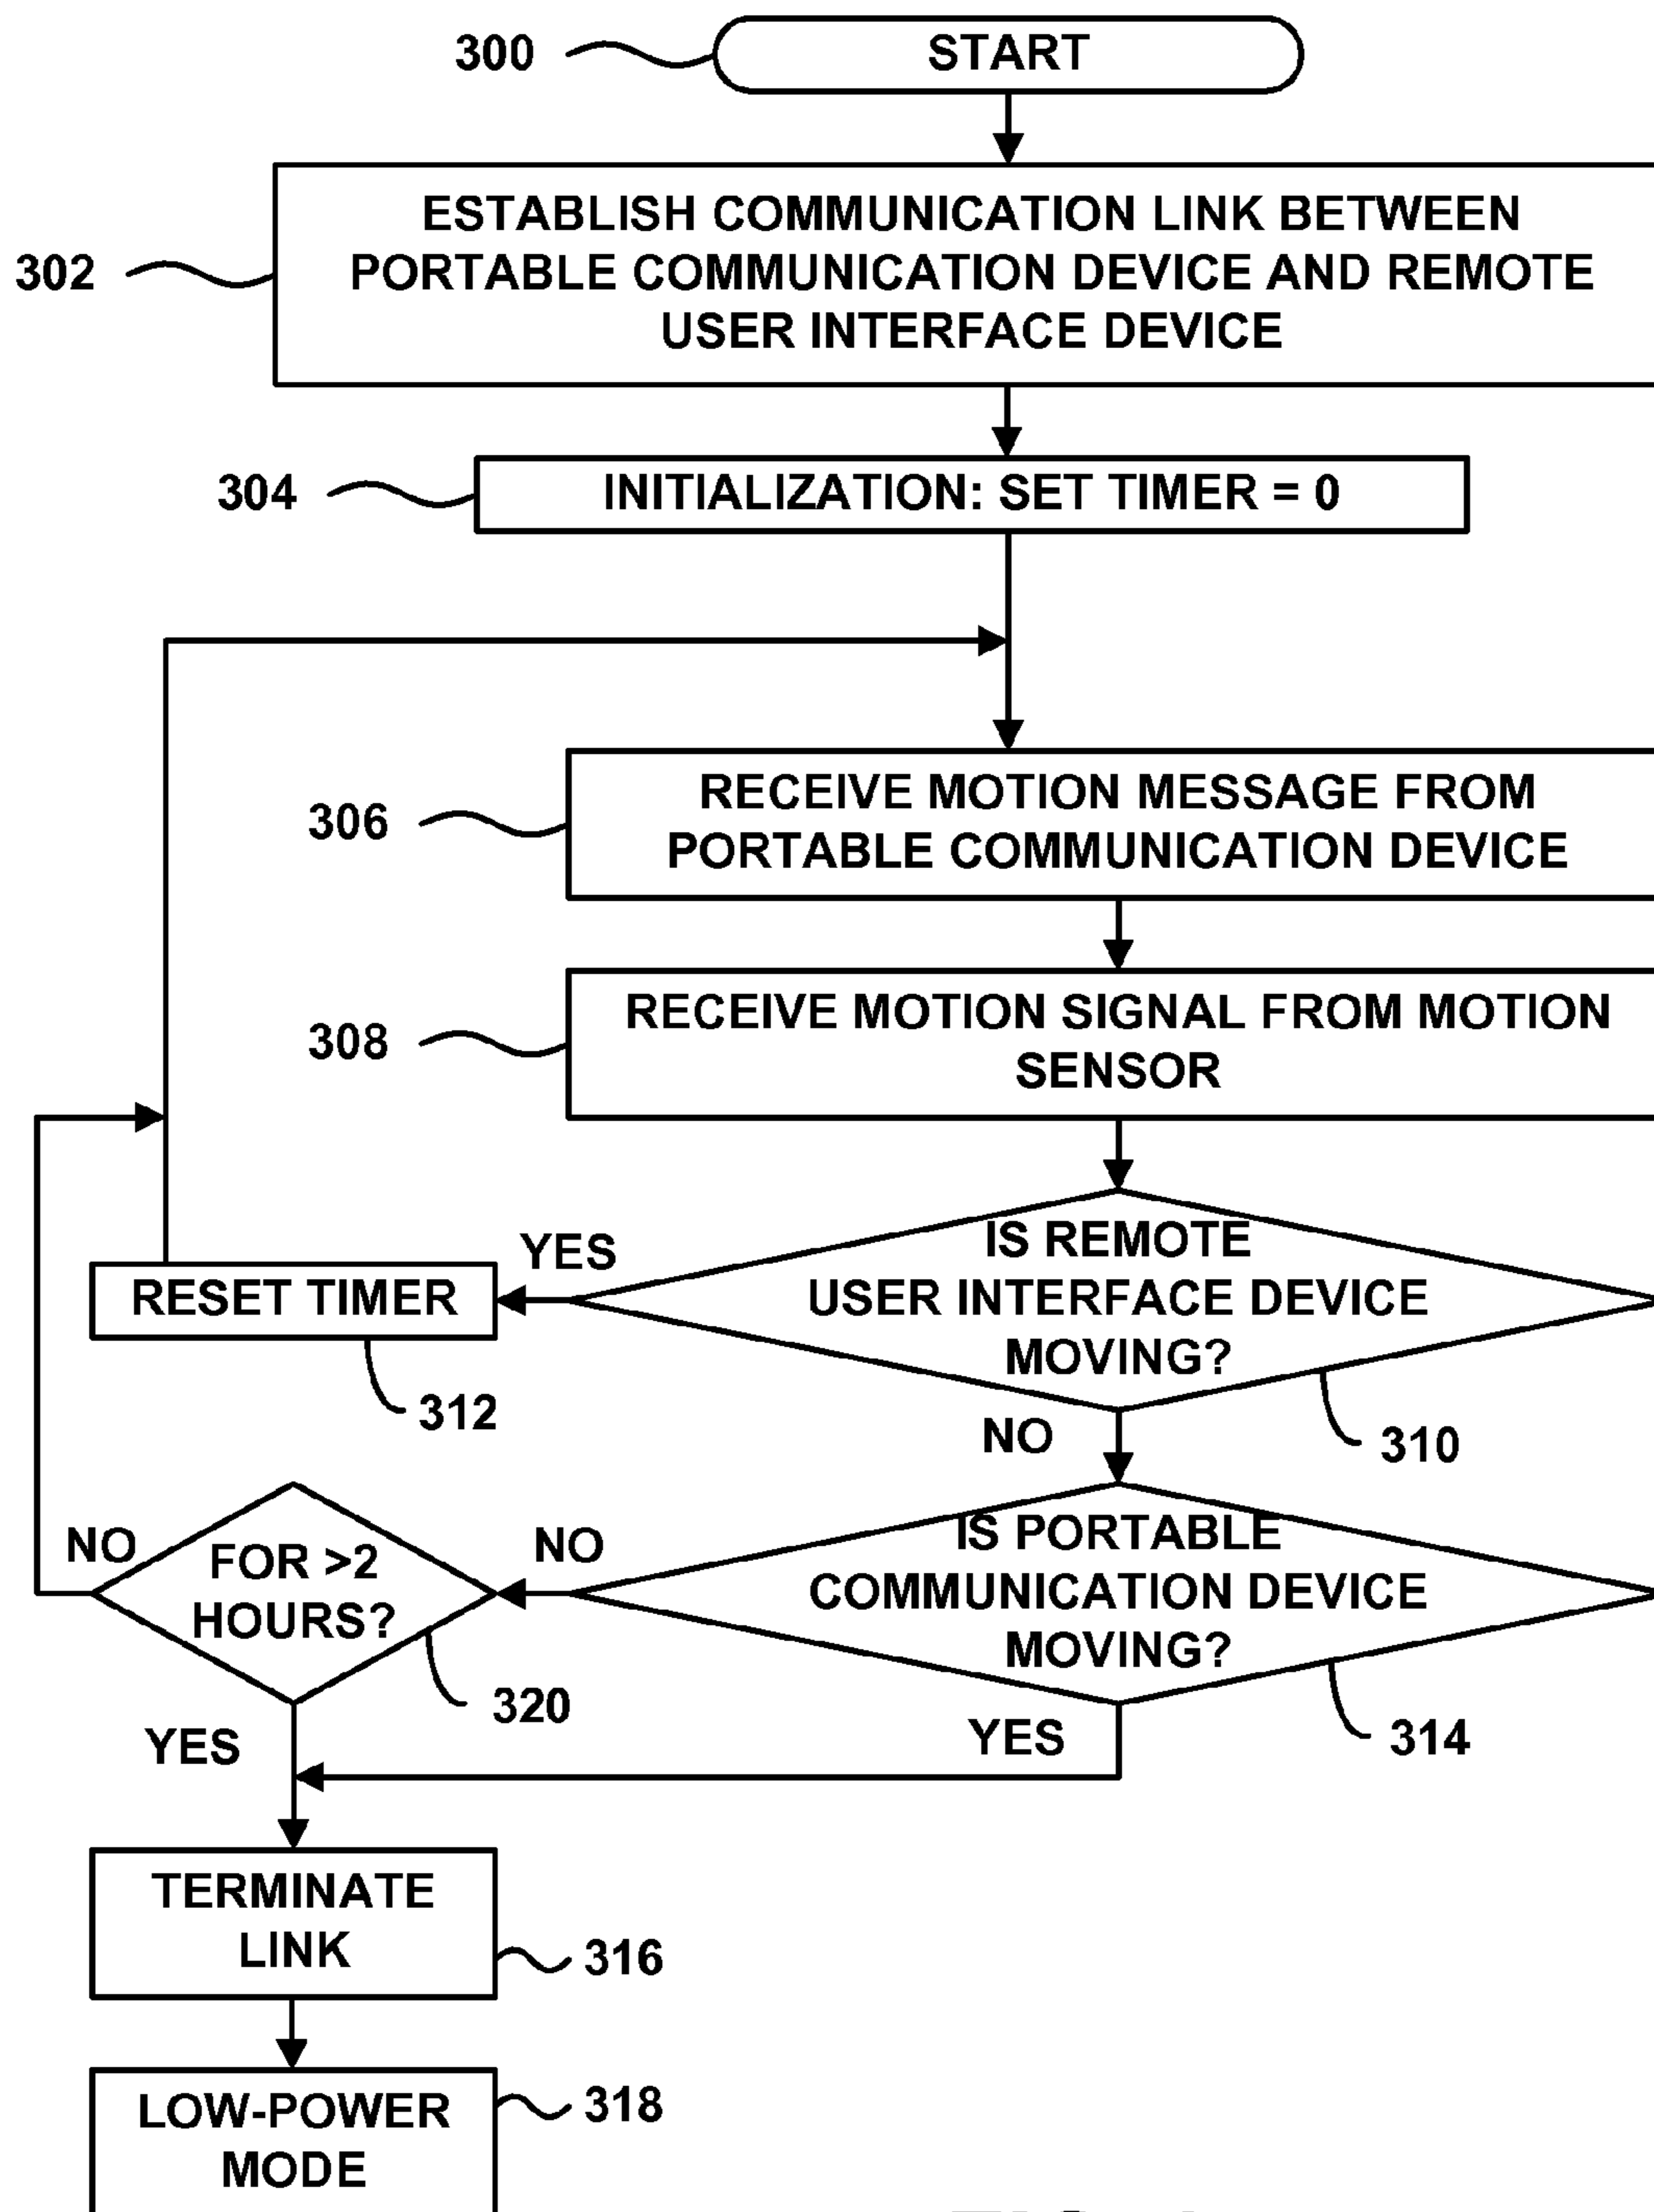 300
START
302
ESTABLISH COMMUNICATION LINK BETWEEN
PORTABLE COMMUNICATION DEVICE AND REMOTE
USER INTERFACE DEVICE
304
INITIALIZATION: SET TIMER = 0
306
RECEIVE MOTION MESSAGE FROM
PORTABLE COMMUNICATION DEVICE
308
RECEIVE MOTION SIGNAL FROM MOTION
SENSOR
IS REMOTE
USER INTERFACE DEVICE
MOVING?
YES
RESET TIMER
312
310
NO
IS PORTABLE
COMMUNICATION DEVICE
MOVING?
NO
NO
FOR >2
HOURS?
320
314
YES
YES
TERMINATE
LINK
316
LOW-POWER
MODE
318